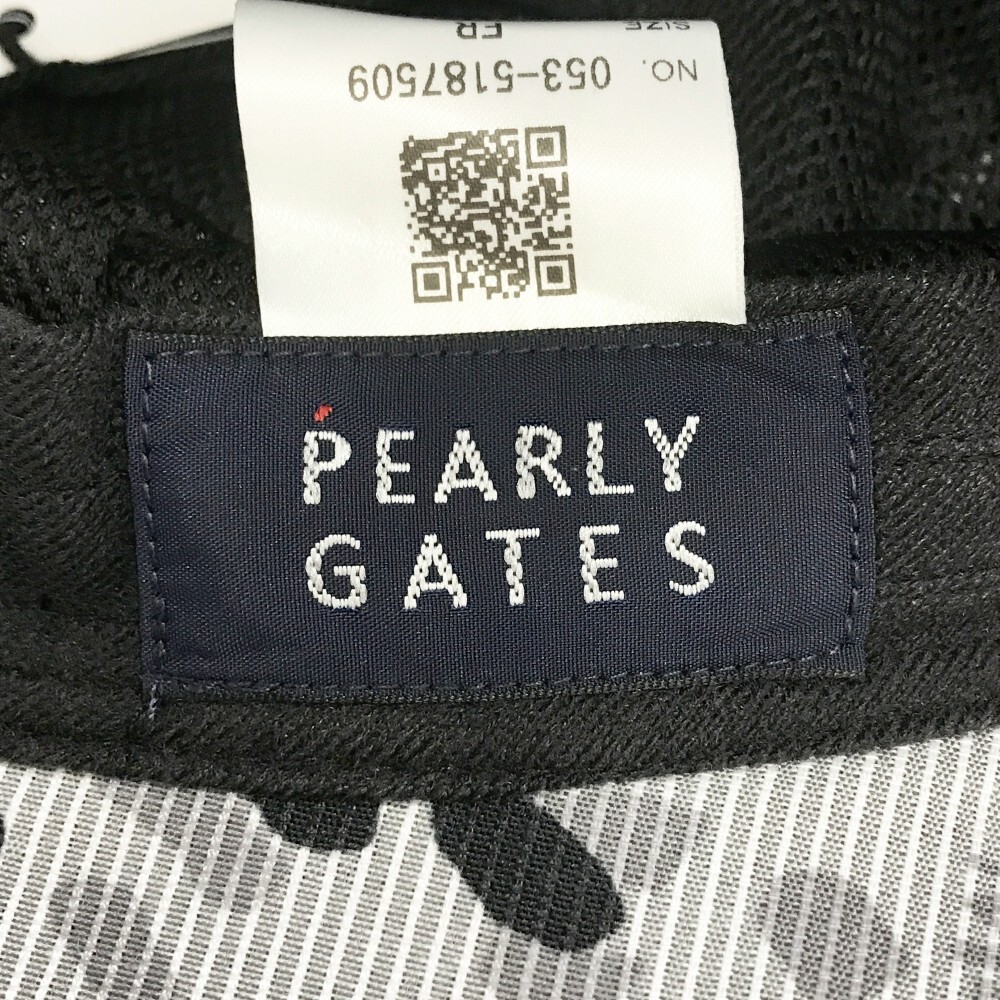 SIZE FR
NO. 053-5187509
PEARLY
GATES